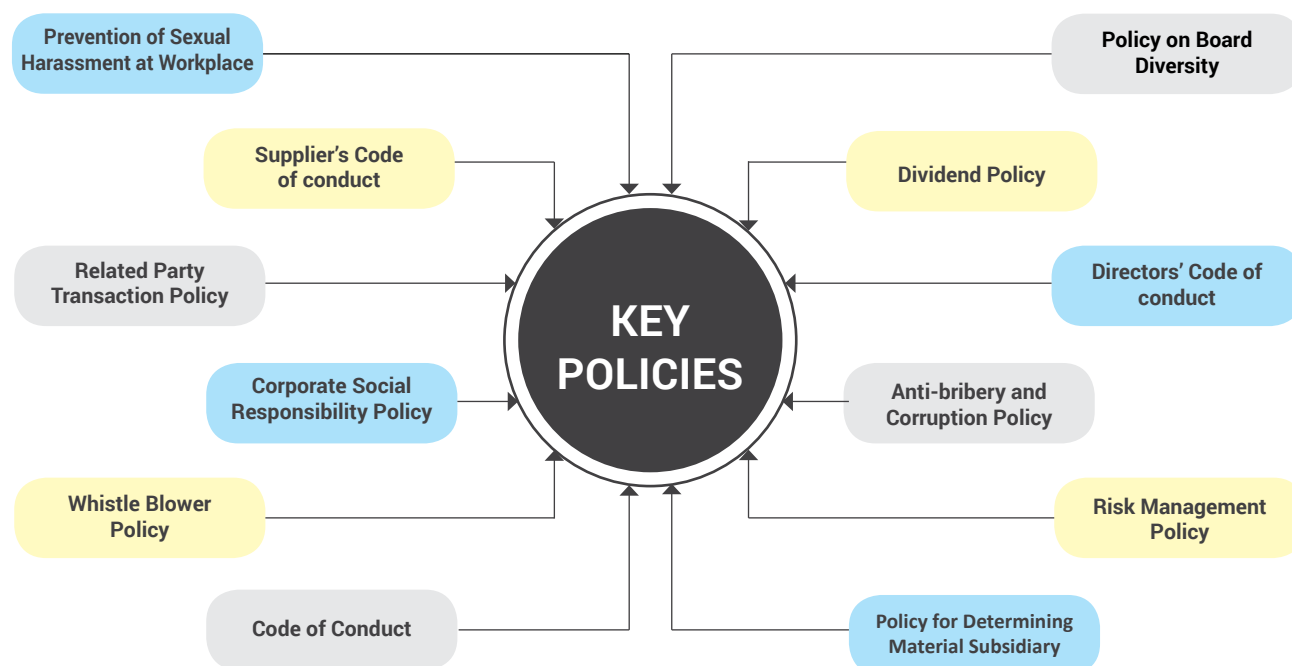 Prevention of Sexual
Harassment at Workplace
Policy on Board
Diversity
Supplier’s Code
of conduct
Dividend Policy
Related Party
Transaction Policy
Directors’ Code of
conduct
KEY
POLICIES
Corporate Social
Responsibility Policy
Anti-bribery and
Corruption Policy
Whistle Blower
Policy
Risk Management
Policy
Code of Conduct
Policy for Determining
Material Subsidiary